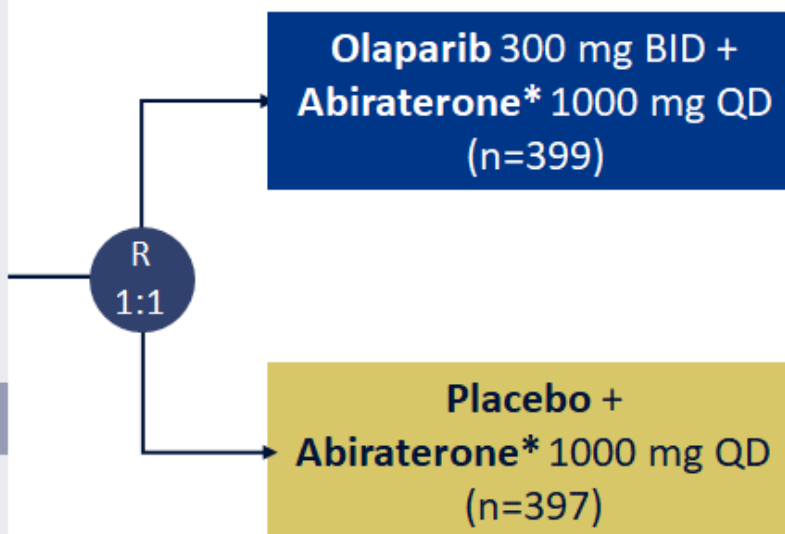 Olaparib 300 mg BID +
Abiraterone* 1000 mg QD
(n=399)
R
1:1
Placebo +
Abiraterone* 1000 mg QD
(n=397)